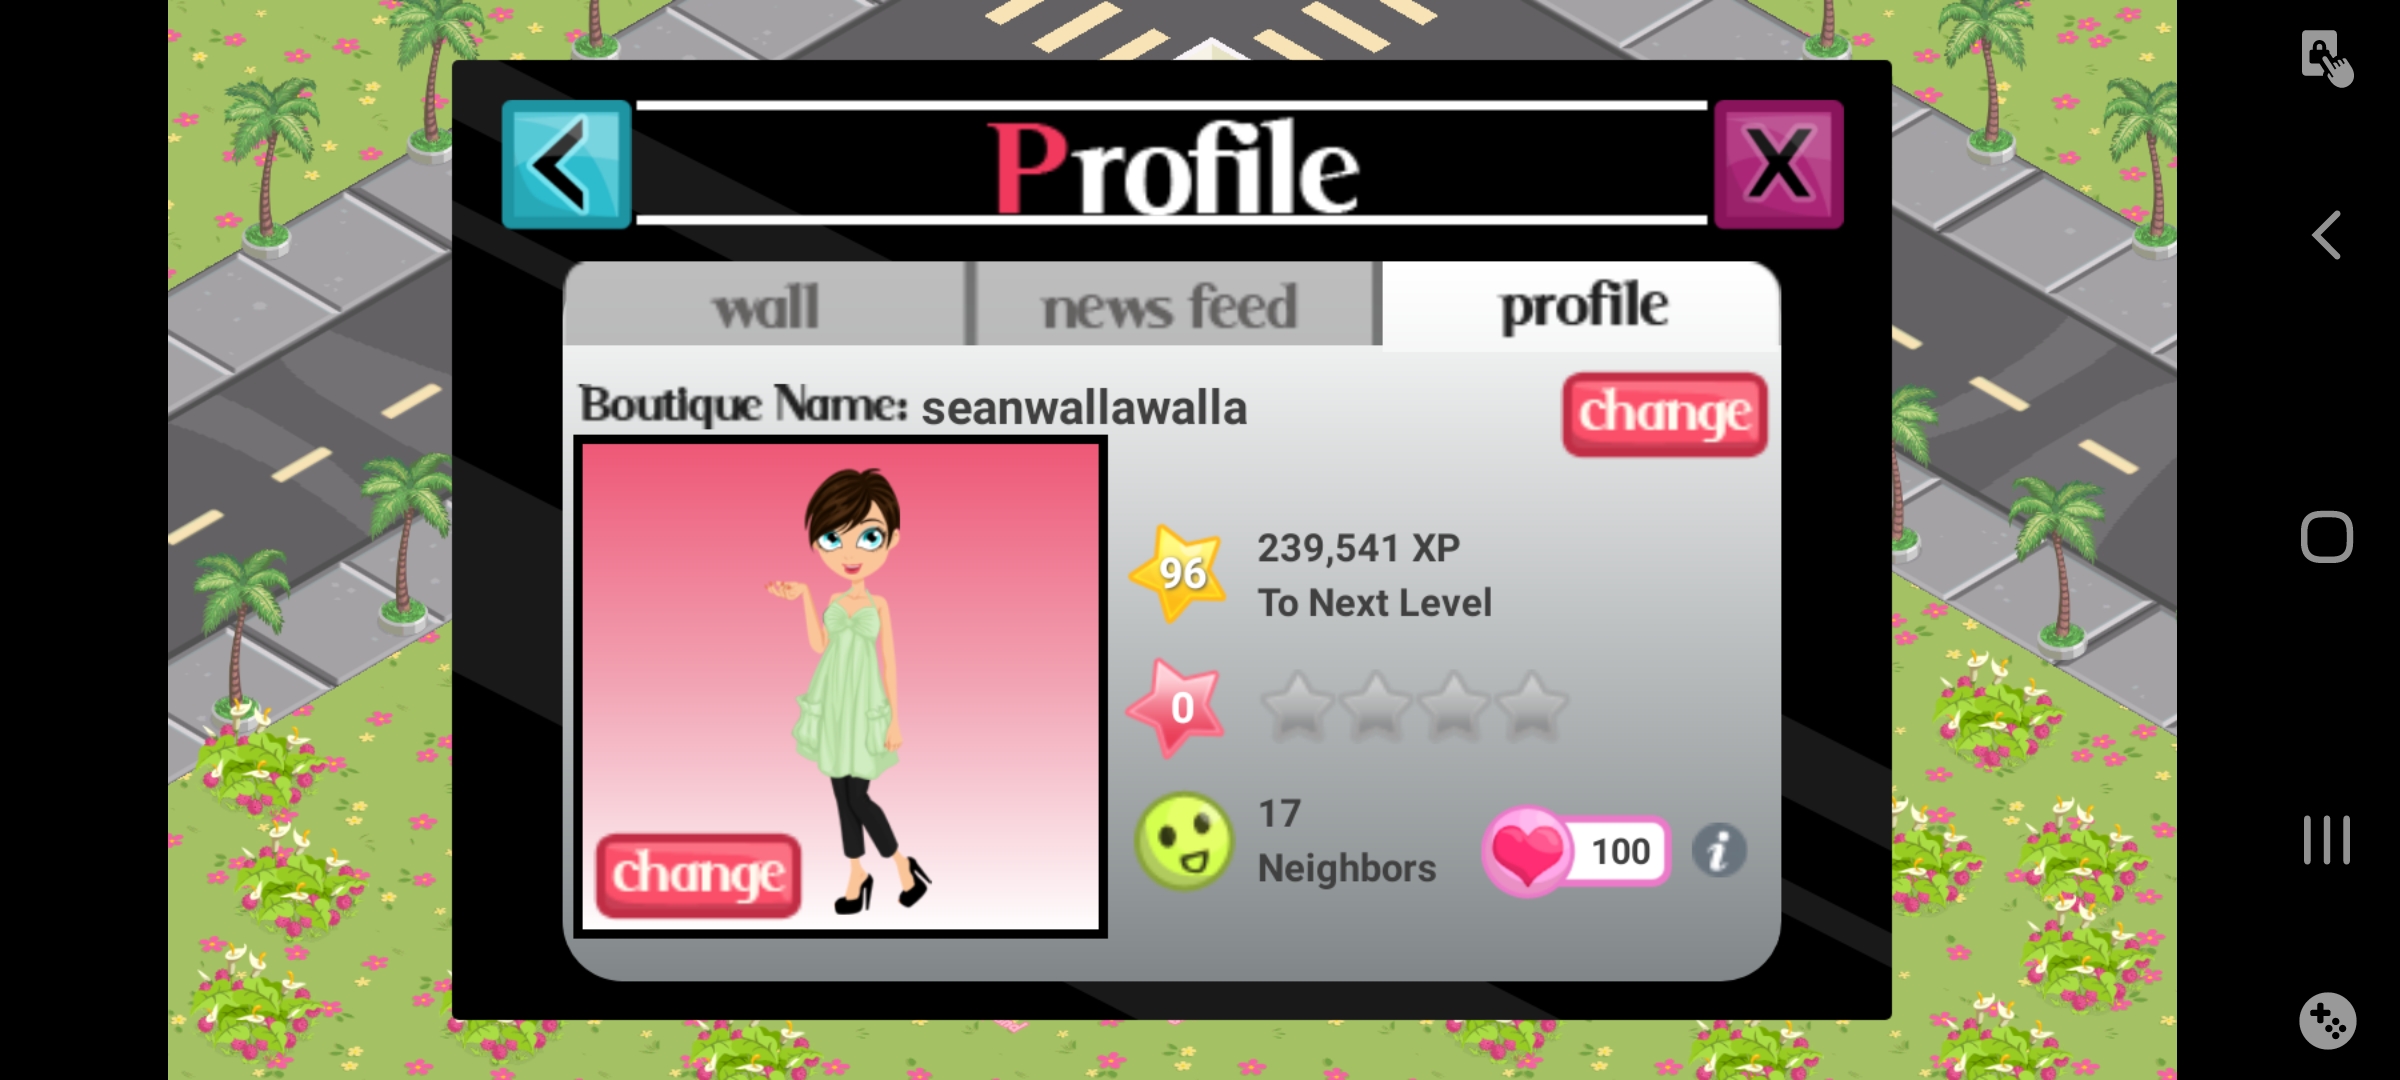 Profile
X
wall
news feed
profile
Boutique Name: seanwallawalla
change
96
239,541 XP
To Next Level
0
17
Neighbors
100
i
change